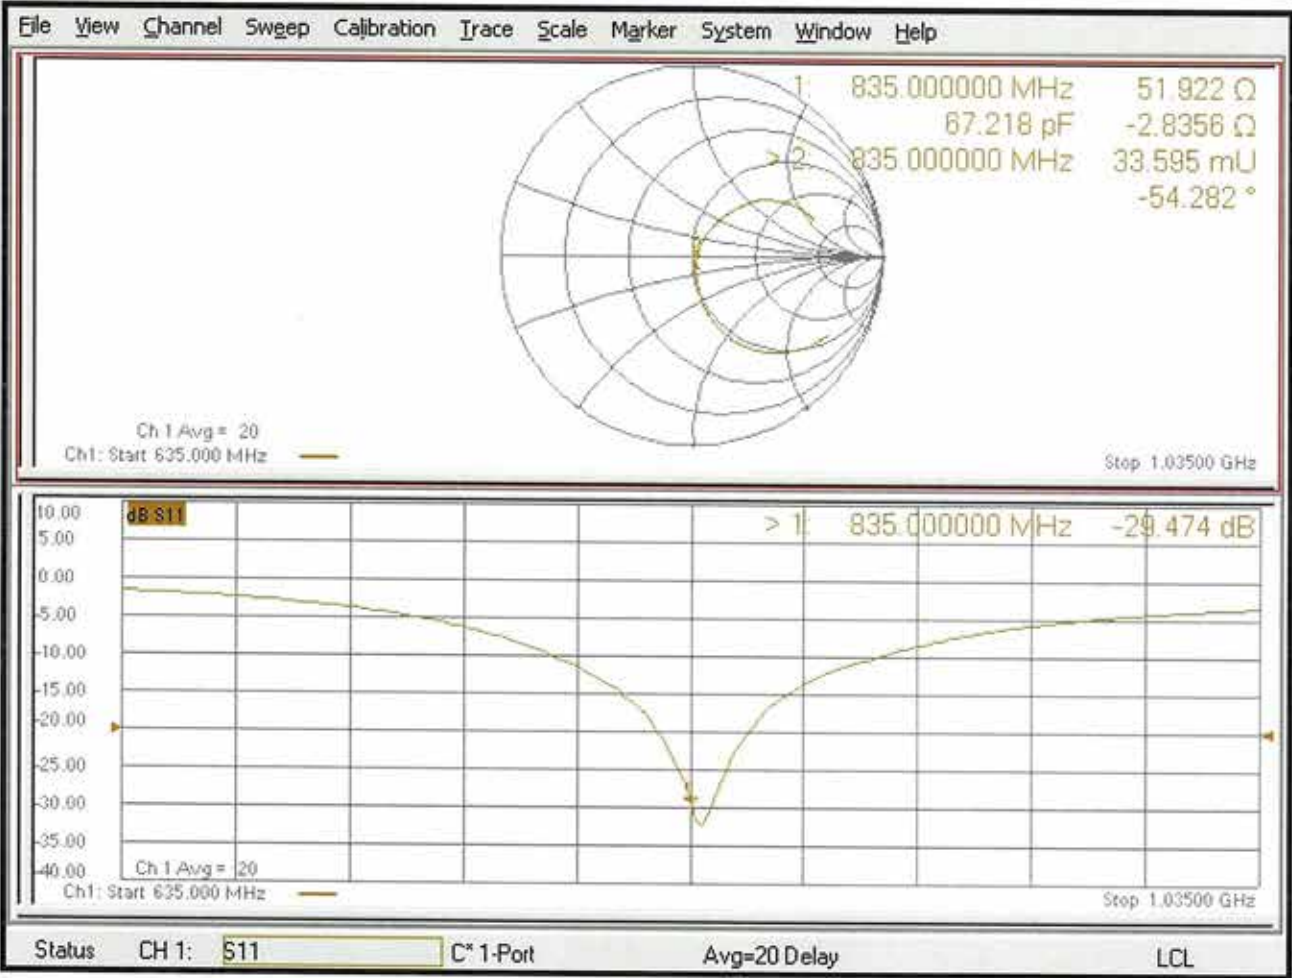 File View Channel Sweep Calibration Trace Scale Marker System Window Help
1: 835.000000 MHz 51.922 Ω
67.218 pF -2.8356 Ω
> 2: 835.000000 MHz 33.595 mU
-54.282 °
Ch 1 Avg = 20
Ch1: Start 635.000 MHz
Stop 1.03500 GHz
10.00
dB S11
> 1: 835.000000 MHz -29.474 dB
5.00
0.00
-5.00
-10.00
-15.00
-20.00
-25.00
-30.00
-35.00
-40.00
Ch 1 Avg = 20
Ch1: Start 635.000 MHz
Stop 1.03500 GHz
Status CH 1: S11 C* 1-Port Avg=20 Delay LCL